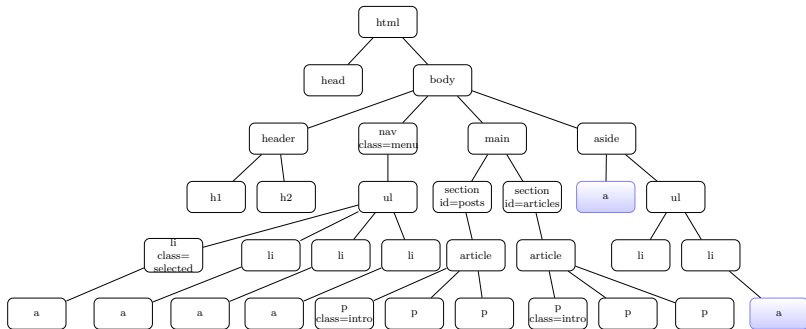 html
head
body
header
nav
class=menu
main
aside
h1
h2
ul
section
id=posts
section
id=articles
a
ul
li
class=
selected
li
li
li
article
article
li
li
a
a
a
a
p
class=intro
p
p
p
class=intro
p
p
a